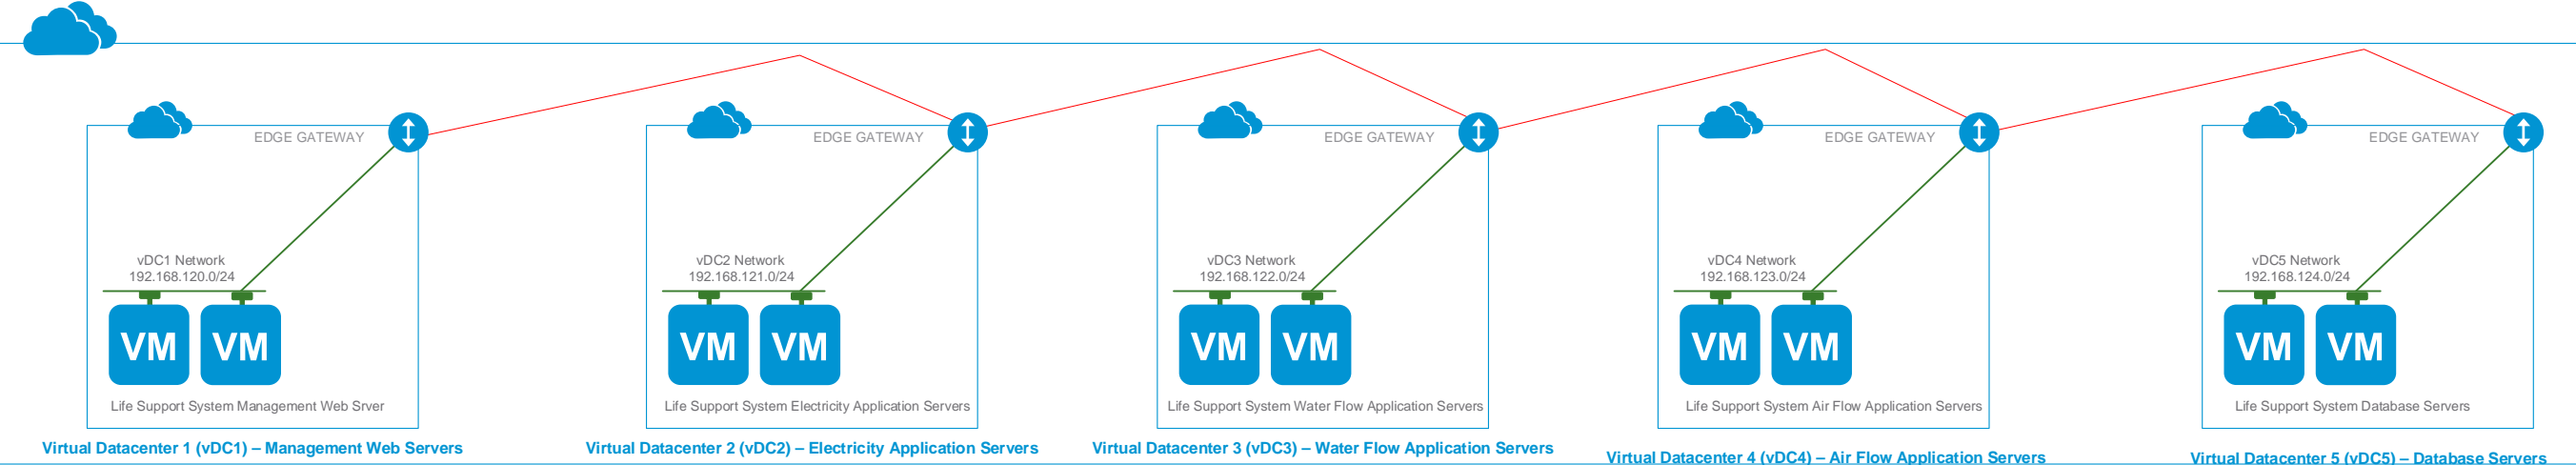 EDGE GATEWAY
vDC1 Network
192.168.120.0/24
VM VM
Life Support System Management Web Srver
Virtual Datacenter 1 (vDC1) – Management Web Servers
EDGE GATEWAY
vDC2 Network
192.168.121.0/24
VM VM
Life Support System Electricity Application Servers
Virtual Datacenter 2 (vDC2) – Electricity Application Servers
EDGE GATEWAY
vDC3 Network
192.168.122.0/24
VM VM
Life Support System Water Flow Application Servers
Virtual Datacenter 3 (vDC3) – Water Flow Application Servers
EDGE GATEWAY
vDC4 Network
192.168.123.0/24
VM VM
Life Support System Air Flow Application Servers
Virtual Datacenter 4 (vDC4) – Air Flow Application Servers
EDGE GATEWAY
vDC5 Network
192.168.124.0/24
VM VM
Life Support System Database Servers
Virtual Datacenter 5 (vDC5) – Database Servers